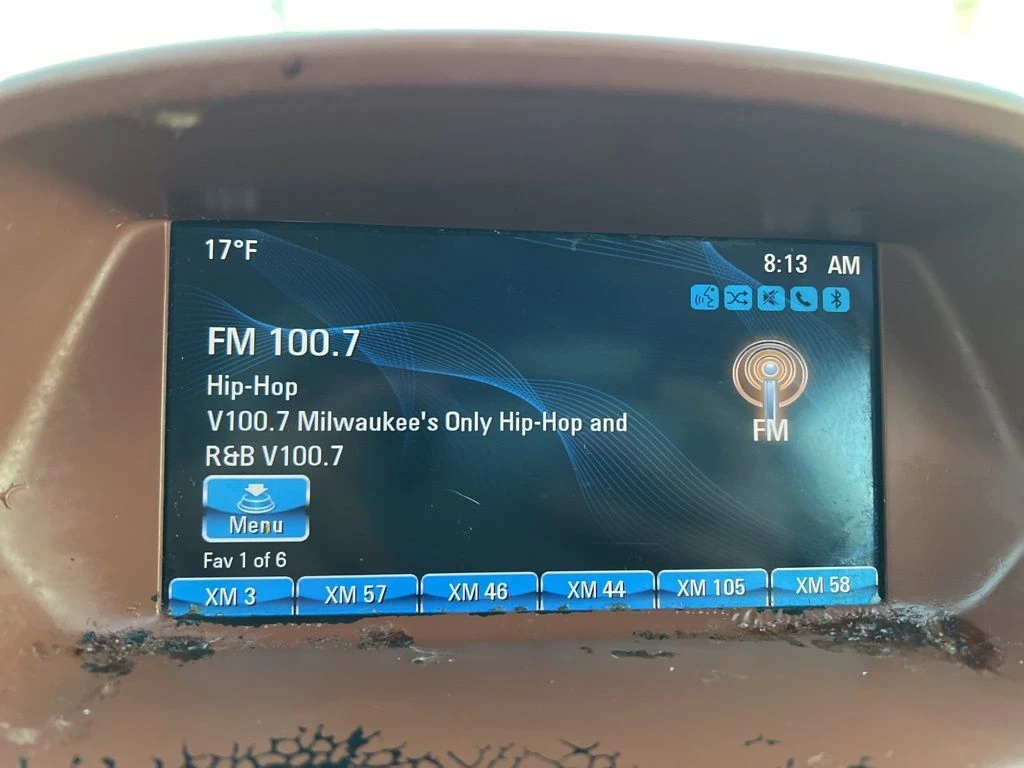 17°F
8:13 AM
FM 100.7
Hip-Hop
V100.7 Milwaukee's Only Hip-Hop and
R&B V100.7
FM
Menu
Fav 1 of 6
XM 3 XM 57 XM 46 XM 44 XM 105 XM 58